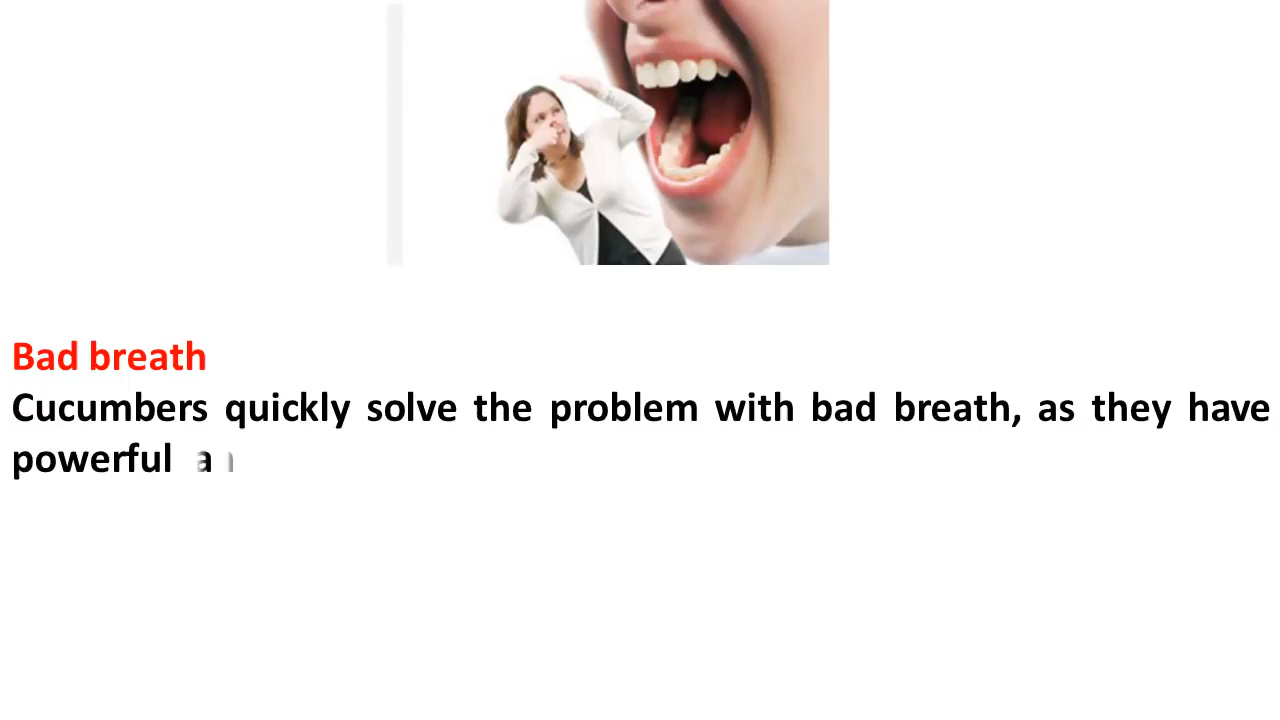 Bad breath
Cucumbers quickly solve the problem with bad breath, as they have
powerful